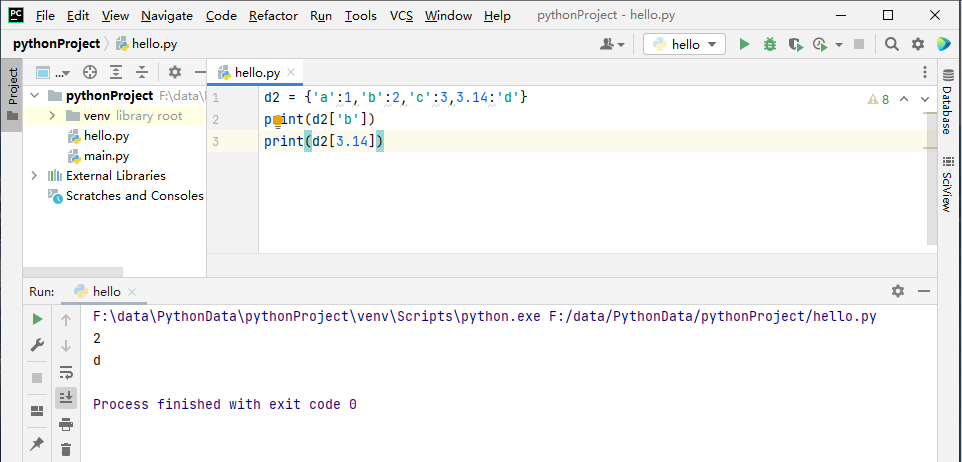 PC File Edit View Navigate Code Refactor Run Tools VCS Window Help pythonProject - hello.py
pythonProject hello.py hello
Project
... hello.py
pythonProject F:\data\
venv library root
hello.py
main.py
External Libraries
Scratches and Consoles
1 d2 = {'a':1,'b':2,'c':3,3.14:'d'}
2 print(d2['b'])
3 print(d2[3.14])
8
Database
SciView
Run: hello
F:\data\PythonData\pythonProject\venv\Scripts\python.exe F:/data/PythonData/pythonProject/hello.py
2
d
Process finished with exit code 0